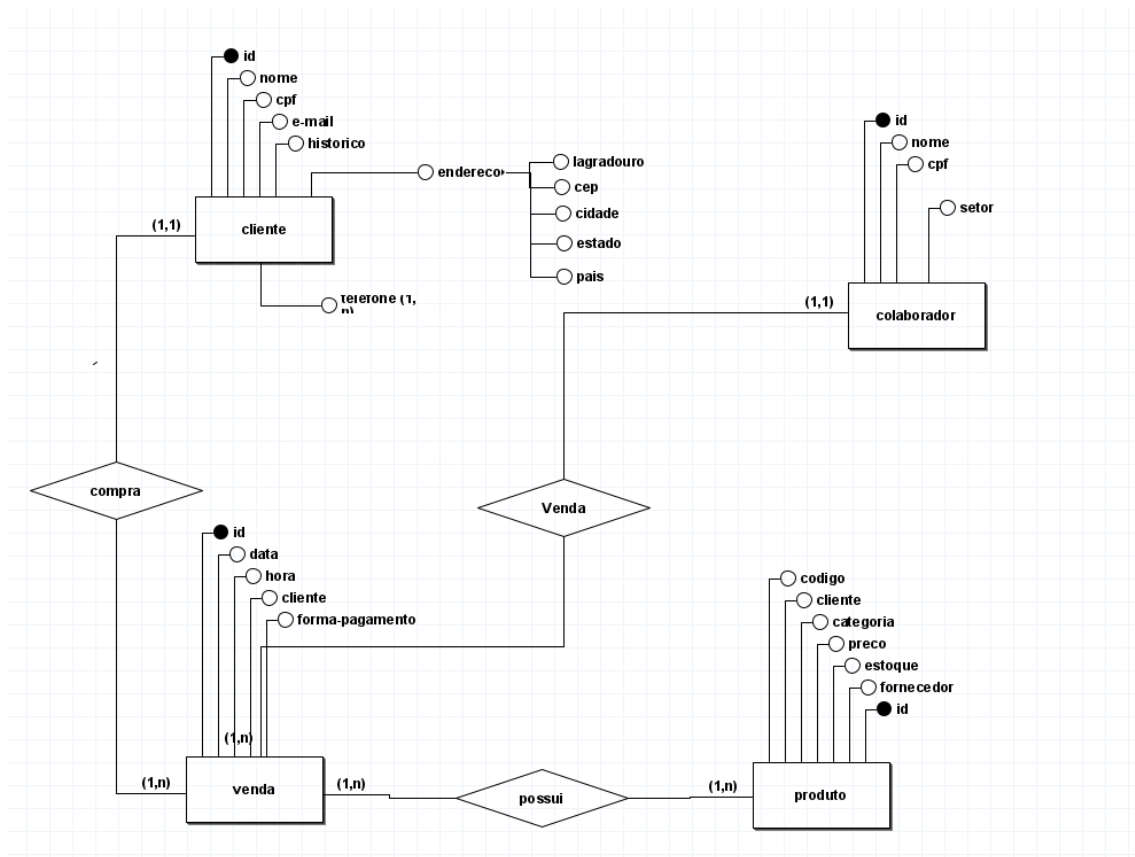 id
nome
cpf
e-mail
historico
endereco
lagradouro
cep
cidade
estado
pais
(1,1)
cliente
telefone (1,
n)
id
nome
cpf
setor
(1,1)
colaborador
compra
Venda
id
data
hora
cliente
forma-pagamento
(1,n)
(1,n)
venda
(1,n)
possui
(1,n)
codigo
cliente
categoria
preco
estoque
fornecedor
id
produto